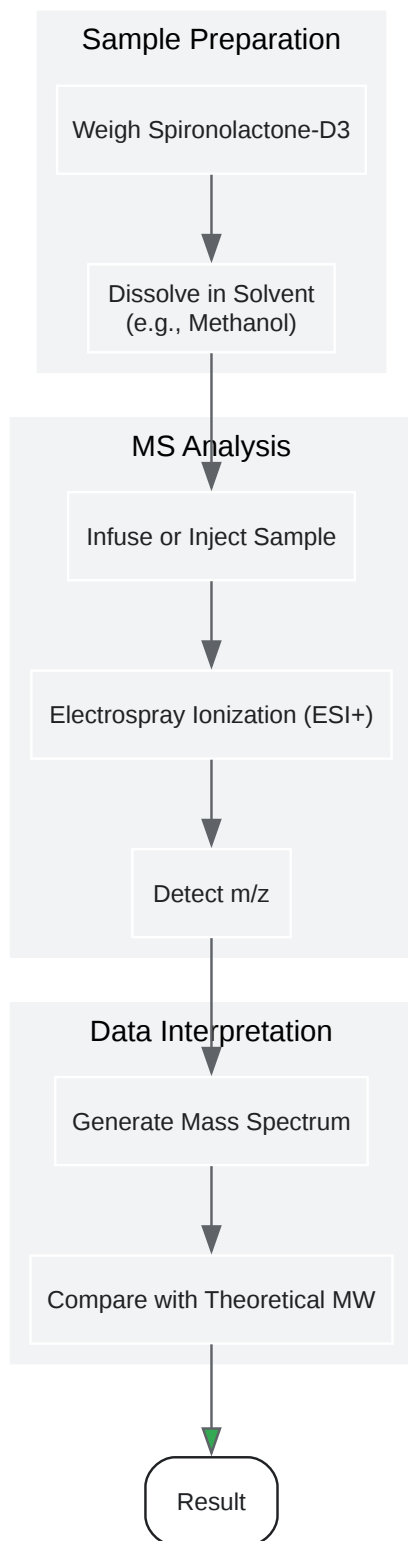 Sample Preparation
Weigh Spironolactone-D3
Dissolve in Solvent
(e.g., Methanol)
MS Analysis
Infuse or Inject Sample
Electrospray Ionization (ESI+)
Detect m/z
Data Interpretation
Generate Mass Spectrum
Compare with Theoretical MW
Result